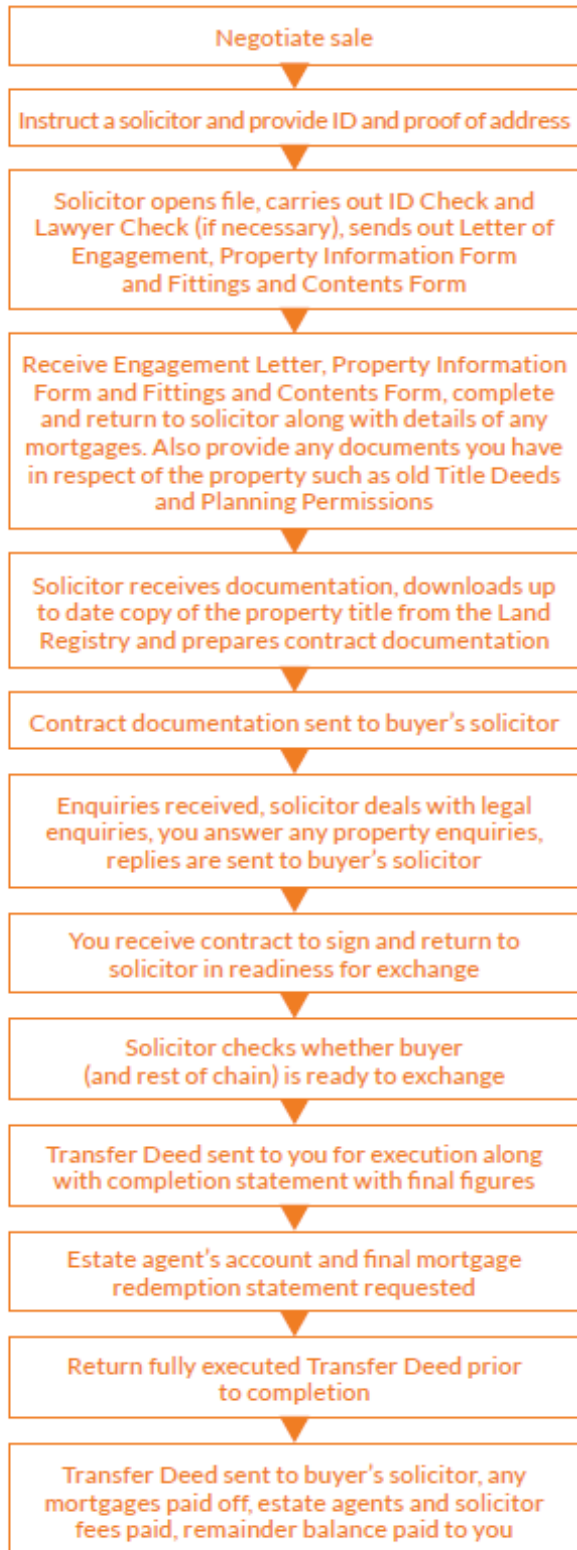 Negotiate sale
Instruct a solicitor and provide ID and proof of address
Solicitor opens file, carries out ID Check and
Lawyer Check (if necessary), sends out Letter of
Engagement, Property Information Form
and Fittings and Contents Form
Receive Engagement Letter, Property Information
Form and Fittings and Contents Form, complete
and return to solicitor along with details of any
mortgages. Also provide any documents you have
in respect of the property such as old Title Deeds
and Planning Permissions
Solicitor receives documentation, downloads up
to date copy of the property title from the Land
Registry and prepares contract documentation
Contract documentation sent to buyer's solicitor
Enquiries received, solicitor deals with legal
enquiries, you answer any property enquiries,
replies are sent to buyer's solicitor
You receive contract to sign and return to
solicitor in readiness for exchange
Solicitor checks whether buyer
(and rest of chain) is ready to exchange
Transfer Deed sent to you for execution along
with completion statement with final figures
Estate agent's account and final mortgage
redemption statement requested
Return fully executed Transfer Deed prior
to completion
Transfer Deed sent to buyer's solicitor, any
mortgages paid off, estate agents and solicitor
fees paid, remainder balance paid to you